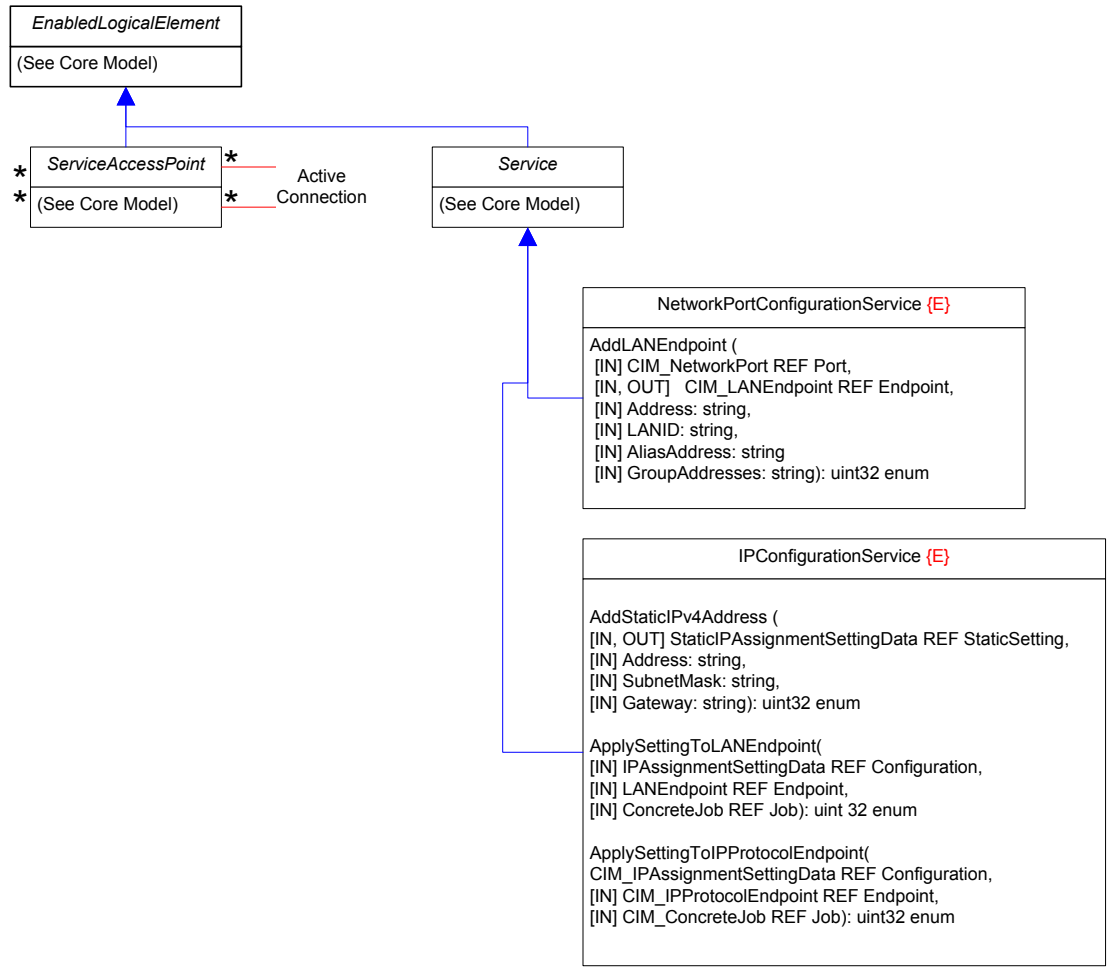 EnabledLogicalElement
(See Core Model)
* ServiceAccessPoint *
* (See Core Model) *
Active
Connection
Service
(See Core Model)
NetworkPortConfigurationService {E}
AddLANEndpoint (
[IN] CIM_NetworkPort REF Port,
[IN, OUT] CIM_LANEndpoint REF Endpoint,
[IN] Address: string,
[IN] LANID: string,
[IN] AliasAddress: string
[IN] GroupAddresses: string): uint32 enum
IPConfigurationService {E}
AddStaticIPv4Address (
[IN, OUT] StaticIPAssignmentSettingData REF StaticSetting,
[IN] Address: string,
[IN] SubnetMask: string,
[IN] Gateway: string): uint32 enum
ApplySettingToLANEndpoint(
[IN] IPAssignmentSettingData REF Configuration,
[IN] LANEndpoint REF Endpoint,
[IN] ConcreteJob REF Job): uint 32 enum
ApplySettingToIPProtocolEndpoint(
CIM_IPAssignmentSettingData REF Configuration,
[IN] CIM_IPProtocolEndpoint REF Endpoint,
[IN] CIM_ConcreteJob REF Job): uint32 enum